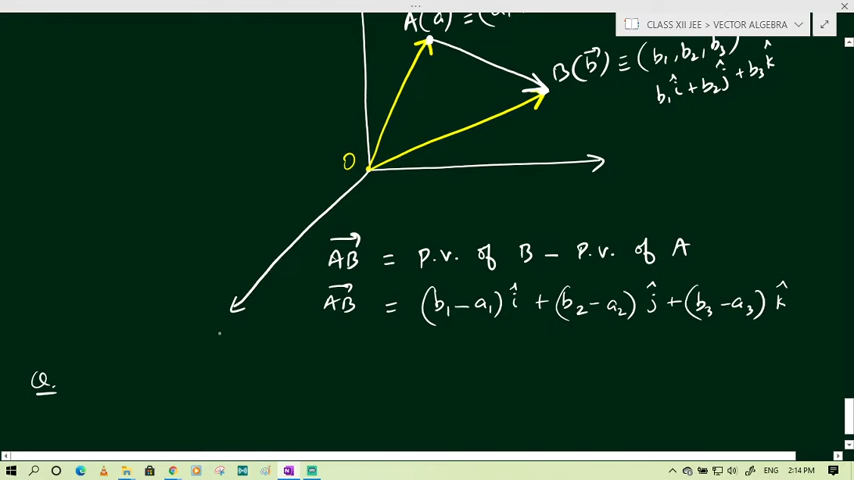 CLASS XII JEE > VECTOR ALGEBRA
A(a⃗) ≡ (a₁
B(b⃗) ≡ (b₁, b₂, b₃)
b₁î + b₂ĵ + b₃k̂
O
AB⃗ = p.v. of B – p.v. of A
AB⃗ = (b₁ – a₁) î + (b₂ – a₂) ĵ + (b₃ – a₃) k̂
Q.
ENG 2:14 PM